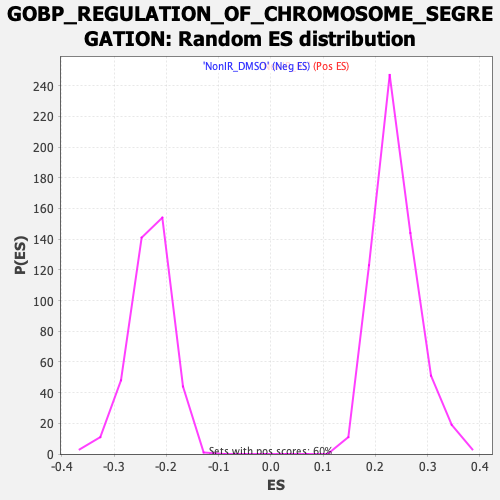 GOBP_REGULATION_OF_CHROMOSOME_SEGRE
GATION: Random ES distribution
'NonIR_DMSO' (Neg ES) (Pos ES)
240
220
200
180
160
140
120
100
80
60
40
20
0
P(ES)
Sets with pos scores: 60%
-0.4 -0.3 -0.2 -0.1 0.0 0.1 0.2 0.3 0.4
ES